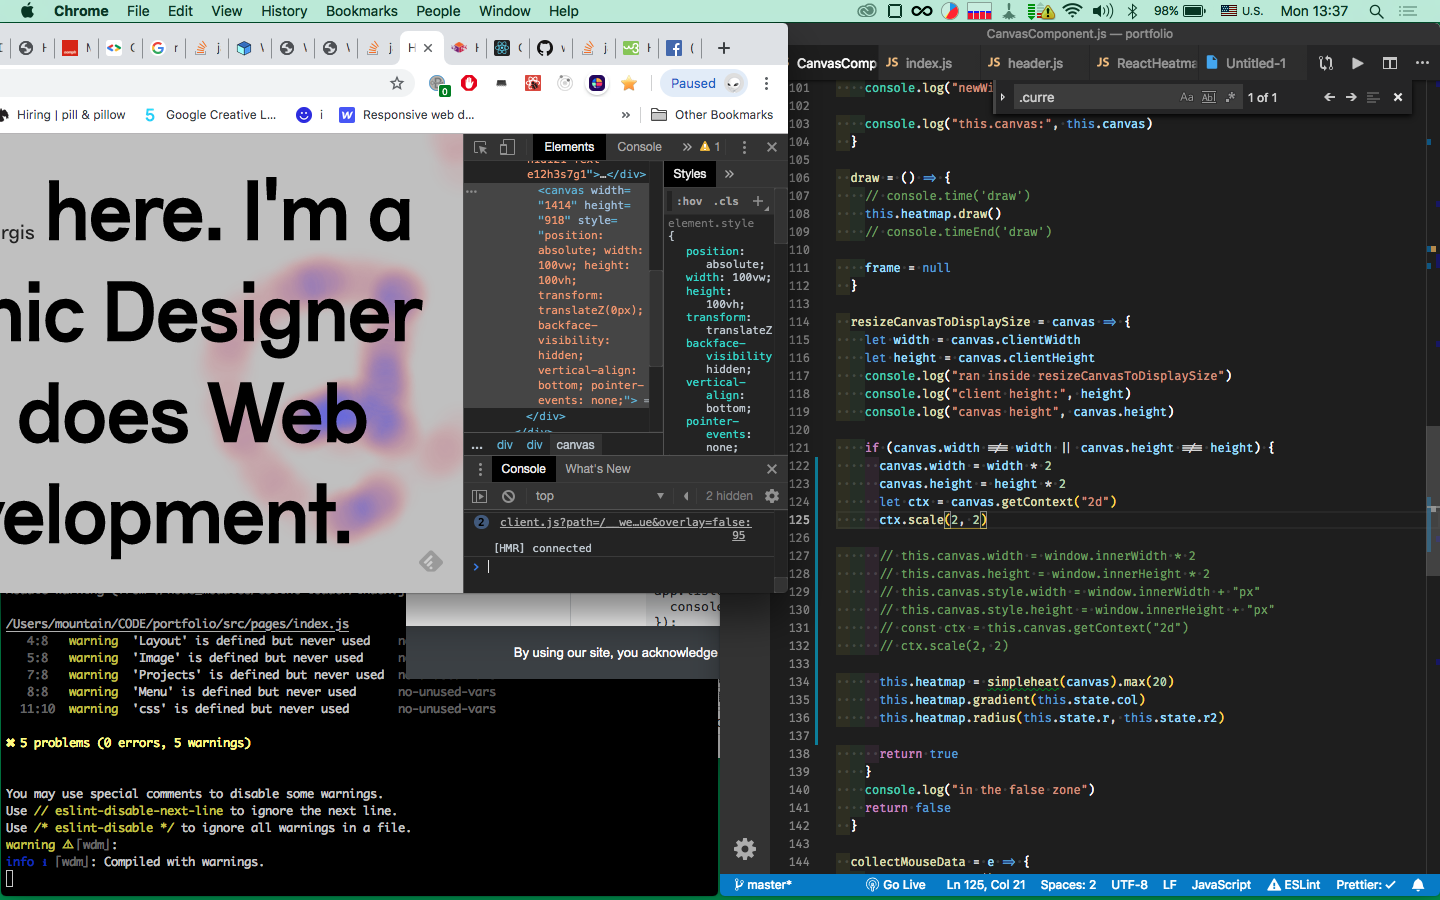 Chrome File Edit View History Bookmarks People Window Help
98% U.S. Mon 13:37
Paused
Hiring | pill & pillow Google Creative L... i Responsive web d... » Other Bookmarks
rgis here. I'm a
nic Designer
does Web
velopment.
Elements Console » 1
e12h3s7g1">…</div>
<canvas width=
"1414" height=
"918" style=
"position:
absolute; width:
100vw; height:
100vh;
transform:
translateZ(0px);
backface-
visibility:
hidden;
vertical-align:
bottom; pointer-
events: none;"> =
</div>
</div>
... div div canvas
Styles »
:hov .cls +
element.style
{
position:
absolute;
width: 100vw;
height:
100vh;
transform:
translateZ
backface-
visibility
hidden;
vertical-
align:
bottom;
pointer-
events:
none;
Console What's New
top 2 hidden
2 client.js?path=/__we…ue&overlay=false:
95
[HMR] connected
>
console
});
By using our site, you acknowledge
/Users/mountain/CODE/portfolio/src/pages/index.js
4:8 warning 'Layout' is defined but never used no
5:8 warning 'Image' is defined but never used n
7:8 warning 'Projects' is defined but never used n
8:8 warning 'Menu' is defined but never used no-unused-vars
11:10 warning 'css' is defined but never used no-unused-vars
✖ 5 problems (0 errors, 5 warnings)
You may use special comments to disable some warnings.
Use // eslint-disable-next-line to ignore the next line.
Use /* eslint-disable */ to ignore all warnings in a file.
warning ⚠ ｢wdm｣:
info ℹ ｢wdm｣: Compiled with warnings.
CanvasComponent.js — portfolio
CanvasComp JS index.js JS header.js JS ReactHeatma Untitled-1
.curre Aa Abl .* 1 of 1
101 console.log("newWi
102
103 console.log("this.canvas:", this.canvas)
104 }
105
106 draw = () => {
107 // console.time('draw')
108 this.heatmap.draw()
109 // console.timeEnd('draw')
110
111 frame = null
112 }
113
114 resizeCanvasToDisplaySize = canvas => {
115 let width = canvas.clientWidth
116 let height = canvas.clientHeight
117 console.log("ran inside resizeCanvasToDisplaySize")
118 console.log("client height:", height)
119 console.log("canvas height", canvas.height)
120
121 if (canvas.width !== width || canvas.height !== height) {
122 canvas.width = width * 2
123 canvas.height = height * 2
124 let ctx = canvas.getContext("2d")
125 ctx.scale(2, 2)
126
127 // this.canvas.width = window.innerWidth * 2
128 // this.canvas.height = window.innerHeight * 2
129 // this.canvas.style.width = window.innerWidth + "px"
130 // this.canvas.style.height = window.innerHeight + "px"
131 // const ctx = this.canvas.getContext("2d")
132 // ctx.scale(2, 2)
133
134 this.heatmap = simpleheat(canvas).max(20)
135 this.heatmap.gradient(this.state.col)
136 this.heatmap.radius(this.state.r, this.state.r2)
137
138 return true
139 }
140 console.log("in the false zone")
141 return false
142 }
143
144 collectMouseData = e => {
master* Go Live Ln 125, Col 21 Spaces: 2 UTF-8 LF JavaScript ESLint Prettier: ✓